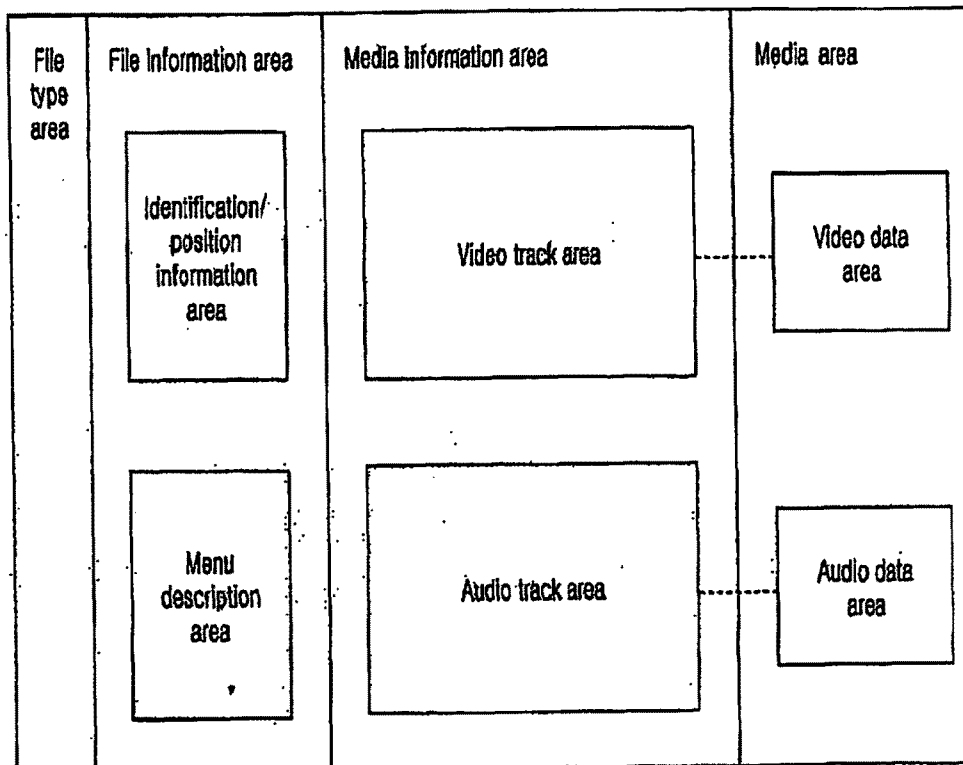 File
type
area
File Information area
Identification/
position
information
area
Menu
description
area
Media Information area
Video track area
Audio track area
Media area
Video data
area
Audio data
area